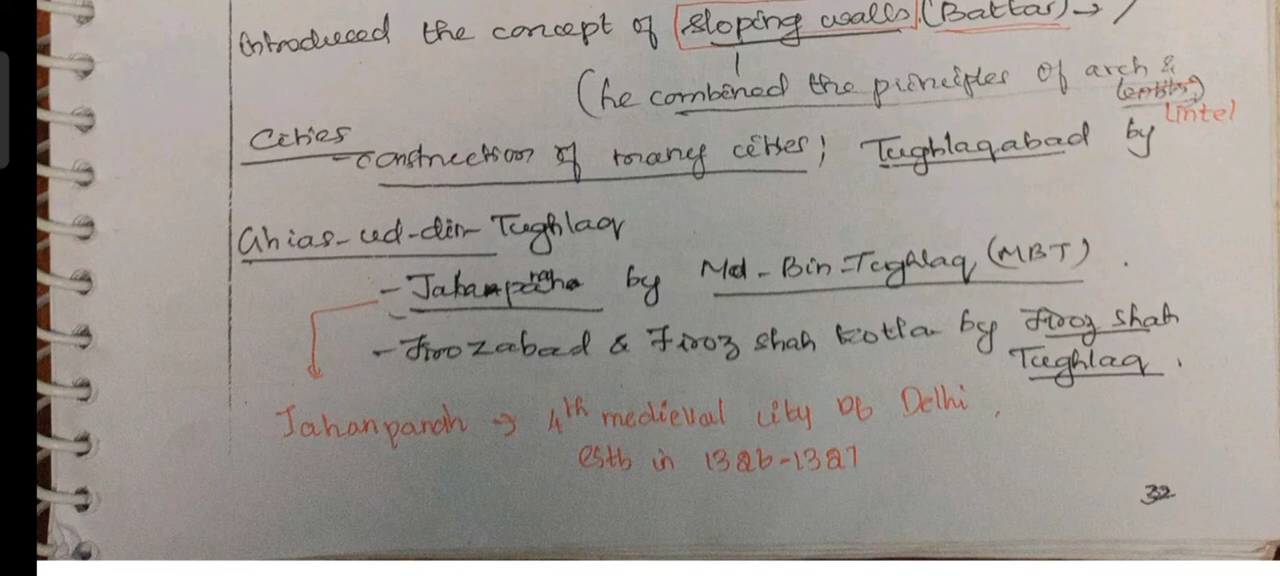 introduced the concept of sloping walls (Battar) →
(he combined the principles of arch &
lintel
Cities
- construction of many cities; Tughlaqabad by
Ghias-ud-din Tughlaq
- Jahanpanah by Md-Bin-Tughlaq (MBT).
- Firozabad & Firoz shah kotla by Firoz shah
Tughlaq.
Jahanpanah → 4th medieval city of Delhi,
estb in 1326-1327
32